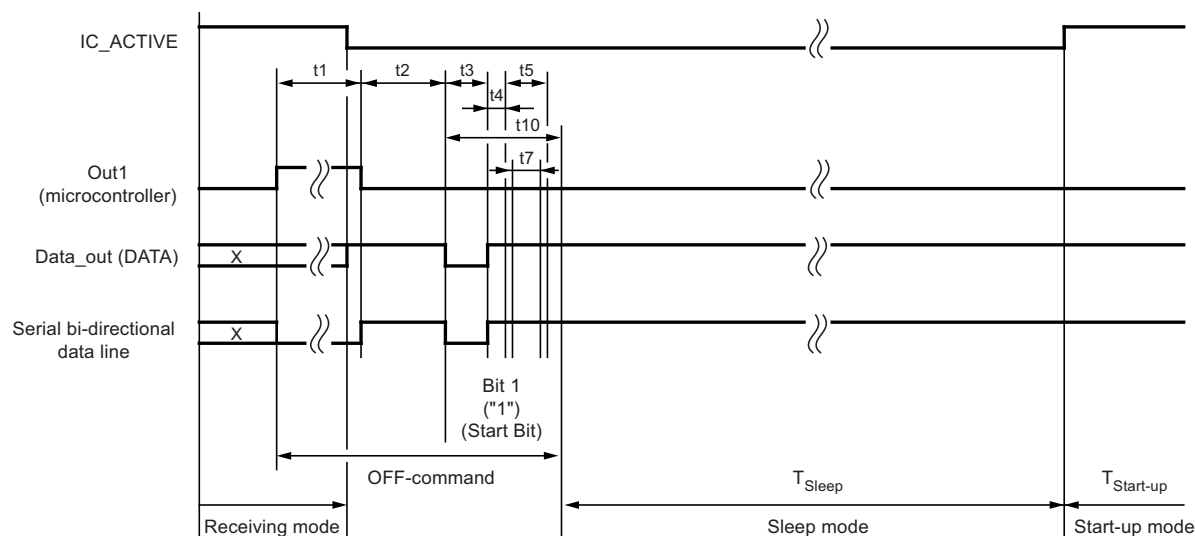 IC_ACTIVE
t1
t2
t3
t5
t4
t10
t7
Out1
(microcontroller)
Data_out (DATA)
X
Serial bi-directional
data line
X
Bit 1
("1")
(Start Bit)
OFF-command
TSleep
TStart-up
Receiving mode
Sleep mode
Start-up mode